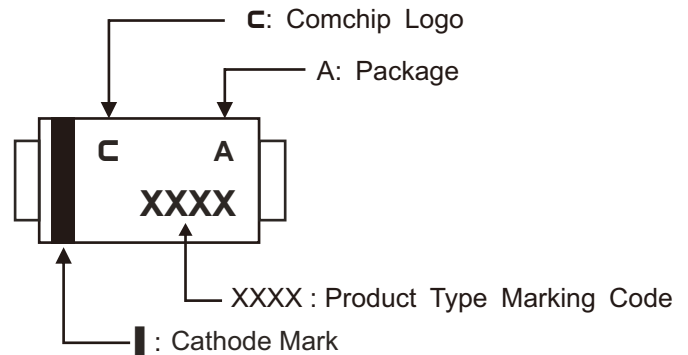 C: Comchip Logo
A: Package
C A
XXXX
XXXX : Product Type Marking Code
: Cathode Mark